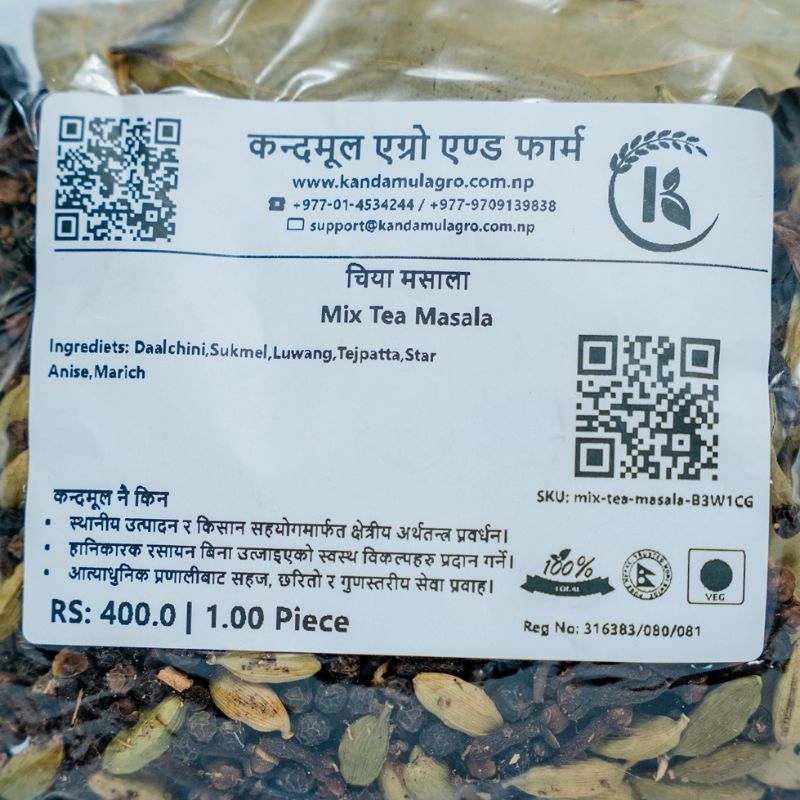 कन्दमूल एग्रो एण्ड फार्म
www.kandamulagro.com.np
+977-01-4534244 / +977-9709139838
support@kandamulagro.com.np
K
चिया मसाला
Mix Tea Masala
Ingrediets: Daalchini,Sukmel,Luwang,Tejpatta,Star
Anise,Marich
SKU: mix-tea-masala-B3W1CG
कन्दमूल नै किन
• स्थानीय उत्पादन र किसान सहयोगमार्फत क्षेत्रीय अर्थतन्त्र प्रवर्धन।
• हानिकारक रसायन बिना उत्जाइएको स्वस्थ विकल्पहरु प्रदान गर्ने।
• आत्याधुनिक प्रणालीबाट सहज, छरितो र गुणस्तरीय सेवा प्रवाह।
100%
LOCAL
VEG
RS: 400.0 | 1.00 Piece
Reg No: 316383/080/081